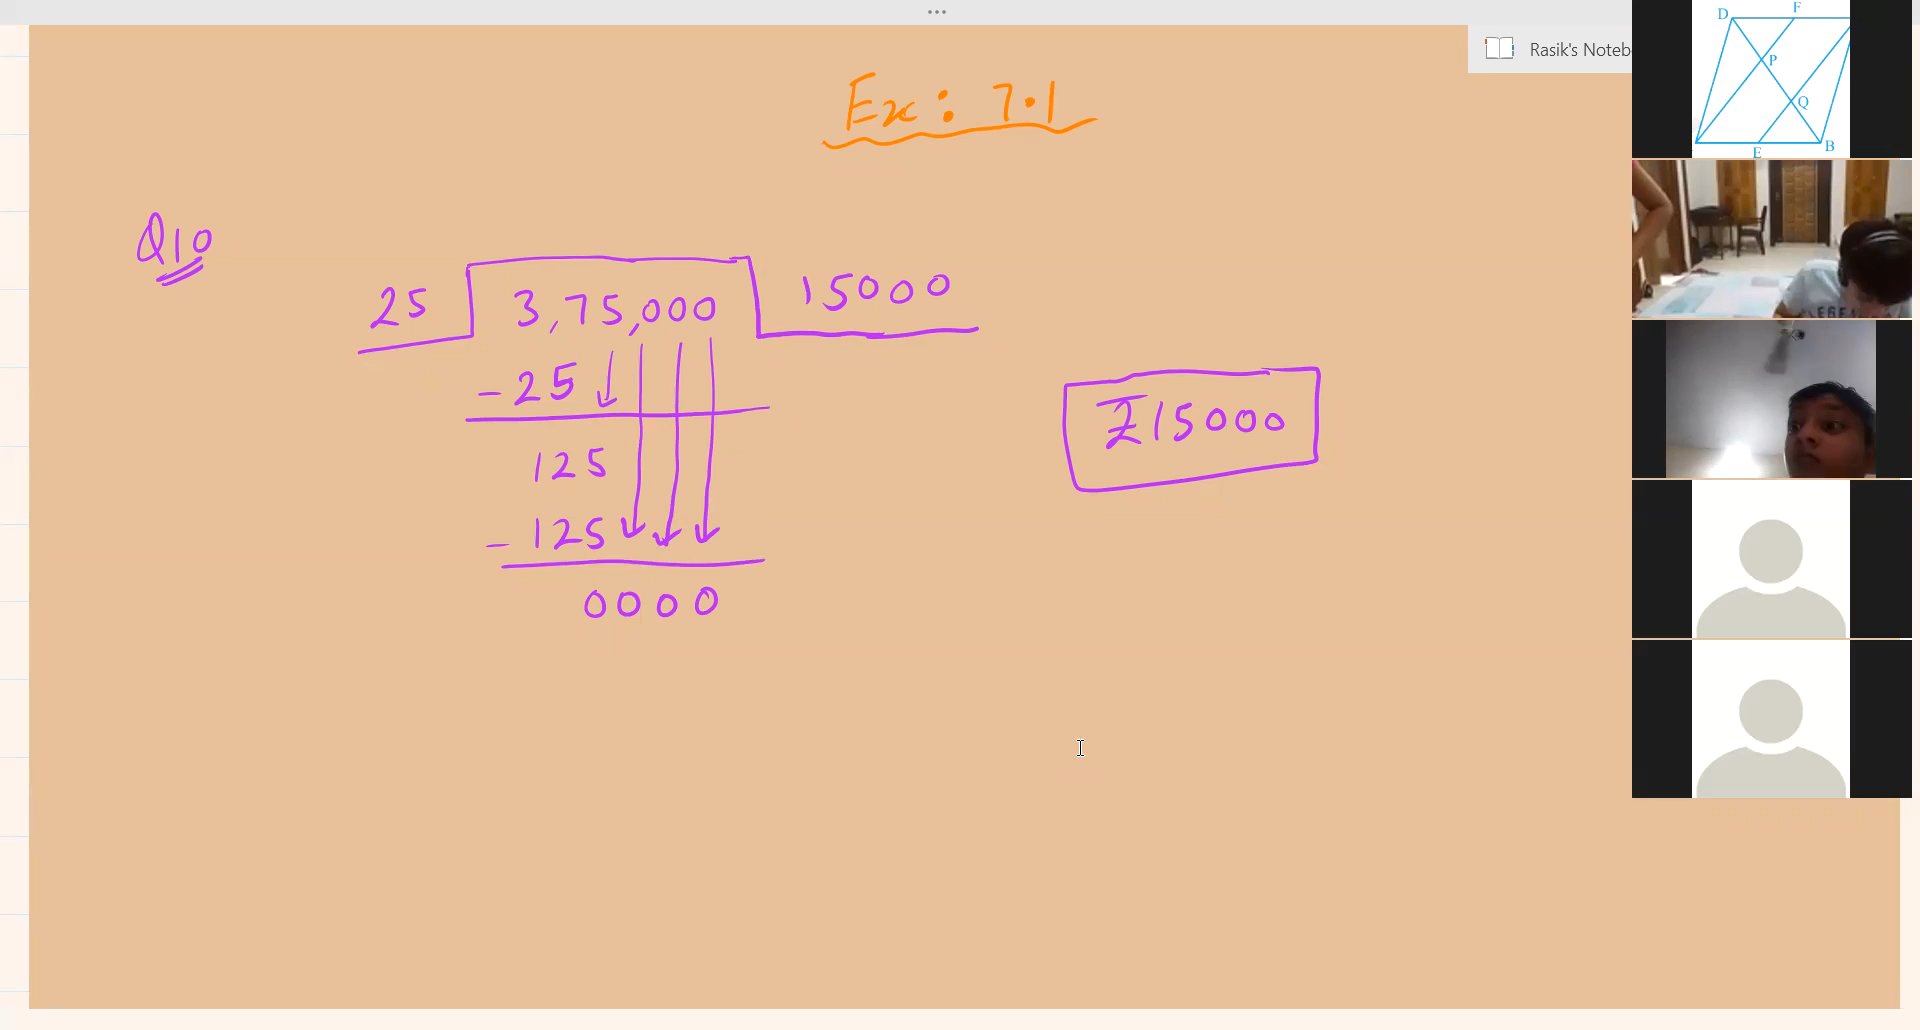 Rasik's Noteb
Ex: 7.1
Q10
25 3,75,000 15000
-25
125
-125
0000
₹15000
D F
P
Q
E B